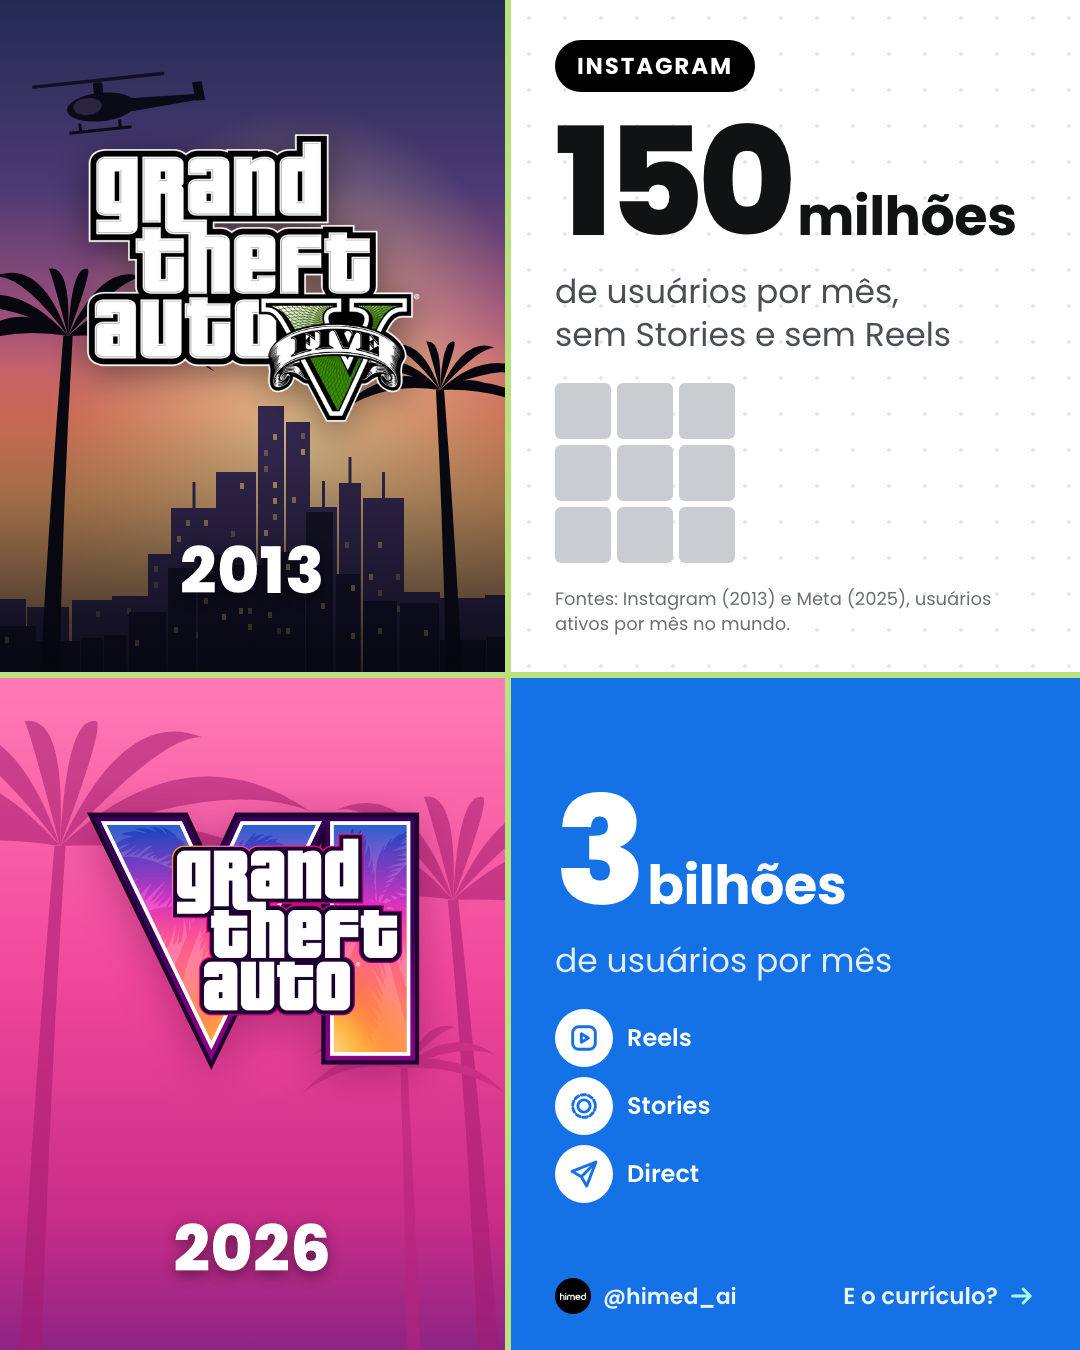 grand
theft
auto
FIVE
®
2013
INSTAGRAM
150 milhões
de usuários por mês,
sem Stories e sem Reels
Fontes: Instagram (2013) e Meta (2025), usuários
ativos por mês no mundo.
VI
grand
theft
auto
2026
3 bilhões
de usuários por mês
Reels
Stories
Direct
himed
@himed_ai
E o currículo? →